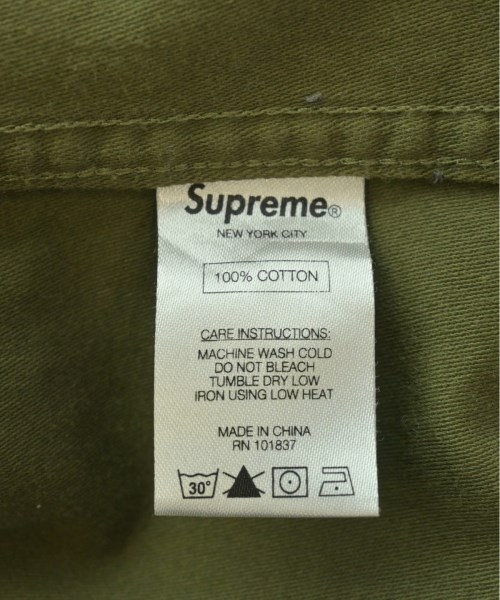 Supreme®
NEW YORK CITY
100% COTTON
CARE INSTRUCTIONS:
MACHINE WASH COLD
DO NOT BLEACH
TUMBLE DRY LOW
IRON USING LOW HEAT
MADE IN CHINA
RN 101837
30°